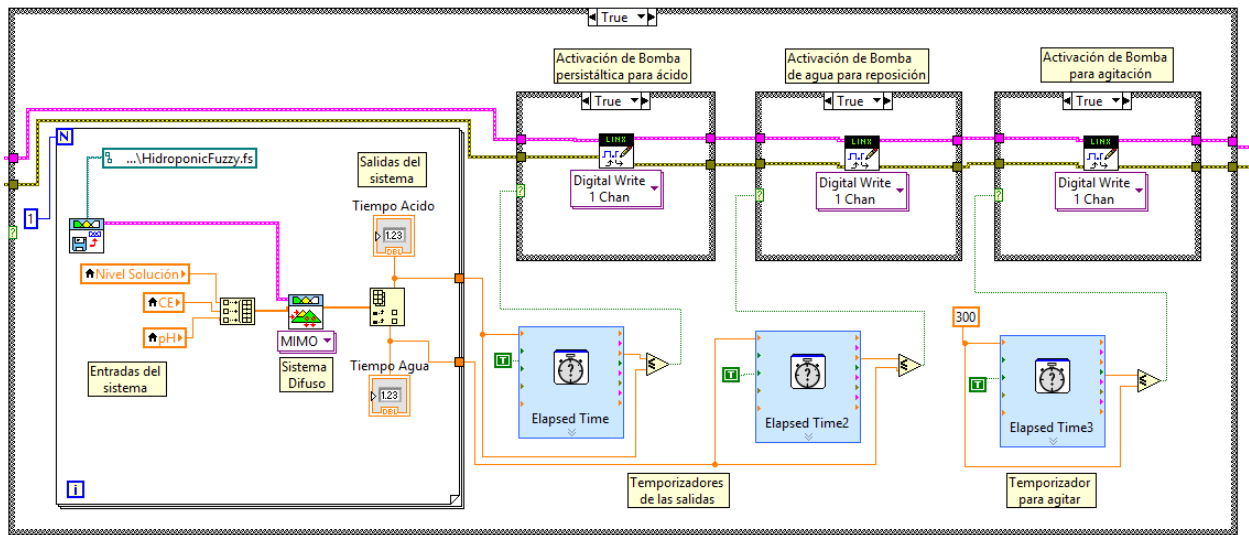 True
Activación de Bomba
persistáltica para ácido
Activación de Bomba
de agua para reposición
Activación de Bomba
para agitación
True
True
True
N
...\HidroponicFuzzy.fs
1
Salidas del
sistema
Tiempo Acido
1.23
DBL
LINX
Digital Write
1 Chan
LINX
Digital Write
1 Chan
LINX
Digital Write
1 Chan
?
?
?
?
Nivel Solución
CE
pH
MIMO
Entradas del
sistema
Sistema
Difuso
Tiempo Agua
1.23
DBL
i
T
?
Elapsed Time
T
?
Elapsed Time2
300
T
?
Elapsed Time3
Temporizadores
de las salidas
Temporizador
para agitar